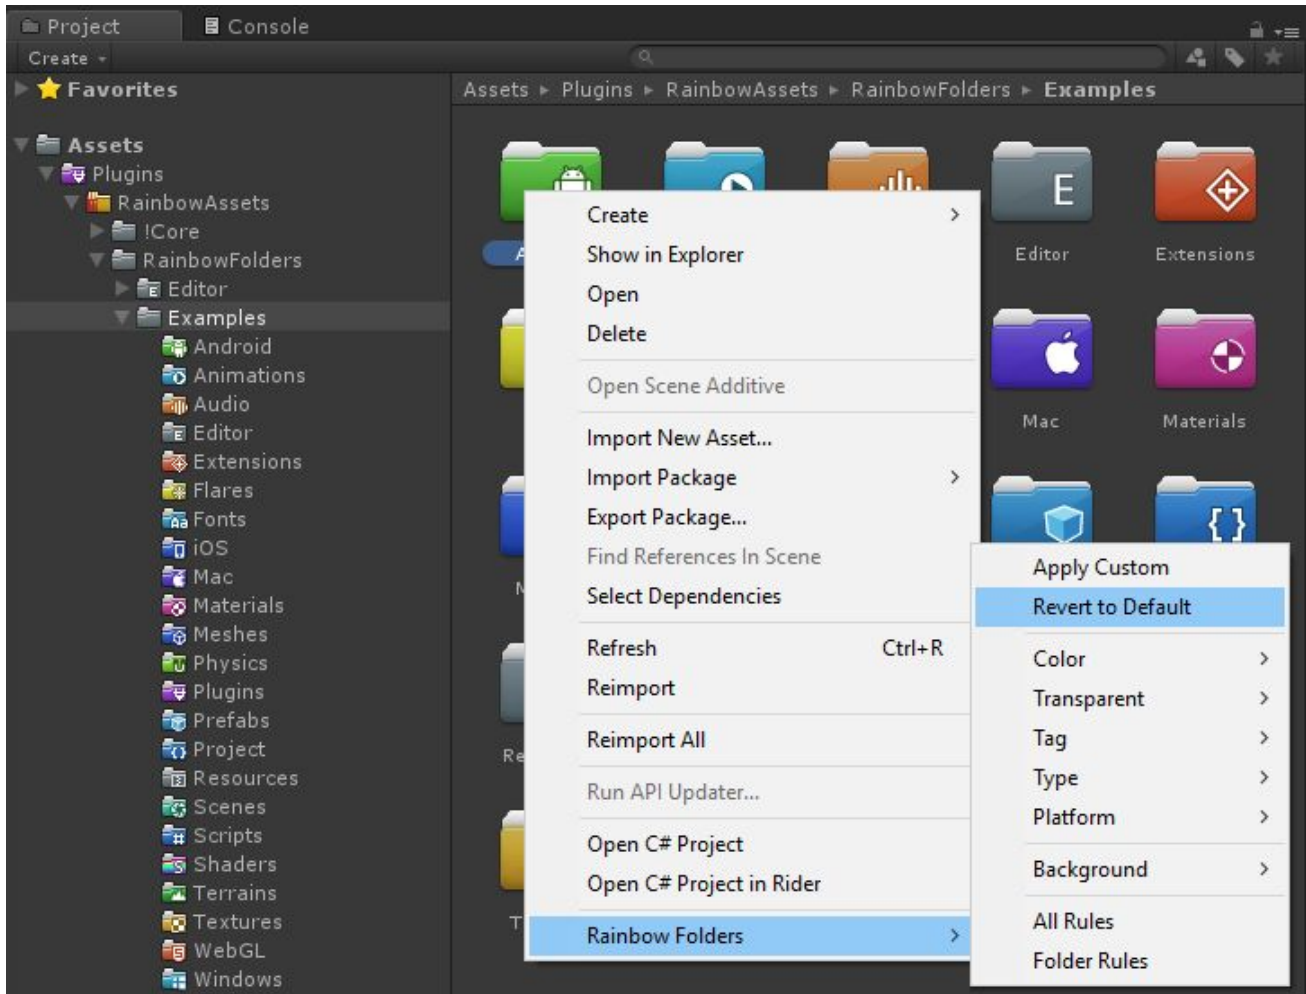 Project
Console
Create
Favorites
Assets ▸ Plugins ▸ RainbowAssets ▸ RainbowFolders ▸ Examples
Assets
Plugins
RainbowAssets
!Core
RainbowFolders
E Editor
Examples
Android
Animations
Audio
E Editor
Extensions
Flares
Aa Fonts
iOS
Mac
Materials
Meshes
Physics
Plugins
Prefabs
Project
Resources
Scenes
# Scripts
S Shaders
Terrains
Textures
WebGL
Windows
E
A
Editor
Extensions
Mac
Materials
{}
M
Re
T
Create
Show in Explorer
Open
Delete
Open Scene Additive
Import New Asset...
Import Package
Export Package...
Find References In Scene
Select Dependencies
Refresh Ctrl+R
Reimport
Reimport All
Run API Updater...
Open C# Project
Open C# Project in Rider
Rainbow Folders
Apply Custom
Revert to Default
Color
Transparent
Tag
Type
Platform
Background
All Rules
Folder Rules